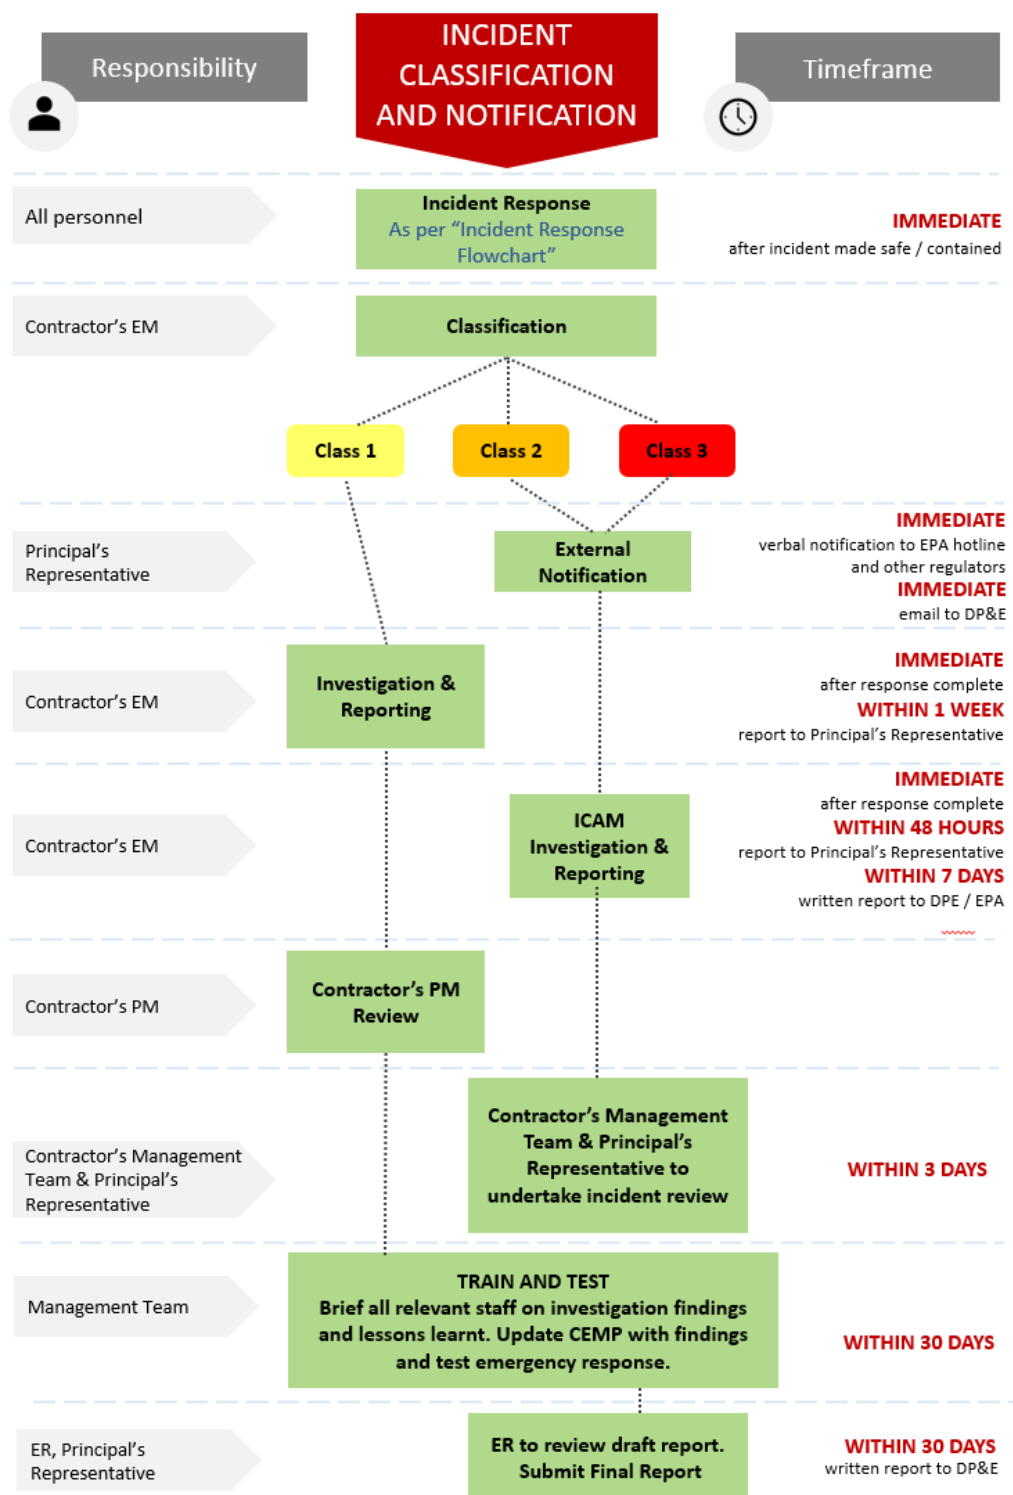 Responsibility
INCIDENT
CLASSIFICATION
AND NOTIFICATION
Timeframe
All personnel
Incident Response
As per “Incident Response
Flowchart”
IMMEDIATE
after incident made safe / contained
Contractor’s EM
Classification
Class 1
Class 2
Class 3
Principal’s
Representative
External
Notification
IMMEDIATE
verbal notification to EPA hotline
and other regulators
IMMEDIATE
email to DP&E
Contractor’s EM
Investigation &
Reporting
IMMEDIATE
after response complete
WITHIN 1 WEEK
report to Principal’s Representative
Contractor’s EM
ICAM
Investigation &
Reporting
IMMEDIATE
after response complete
WITHIN 48 HOURS
report to Principal’s Representative
WITHIN 7 DAYS
written report to DPE / EPA
Contractor’s PM
Contractor’s PM
Review
Contractor’s Management
Team & Principal’s
Representative
Contractor’s Management
Team & Principal’s
Representative to
undertake incident review
WITHIN 3 DAYS
Management Team
TRAIN AND TEST
Brief all relevant staff on investigation findings
and lessons learnt. Update CEMP with findings
and test emergency response.
WITHIN 30 DAYS
ER, Principal’s
Representative
ER to review draft report.
Submit Final Report
WITHIN 30 DAYS
written report to DP&E